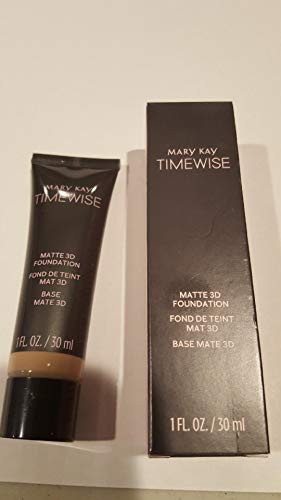 MARY KAY
TIMEWISE
MATTE 3D
FOUNDATION
FOND DE TEINT
MAT 3D
BASE
MATE 3D
1 FL. OZ. / 30 ml
MARY KAY
TIMEWISE
MATTE 3D
FOUNDATION
FOND DE TEINT
MAT 3D
BASE MATE 3D
1 FL. OZ. / 30 ml